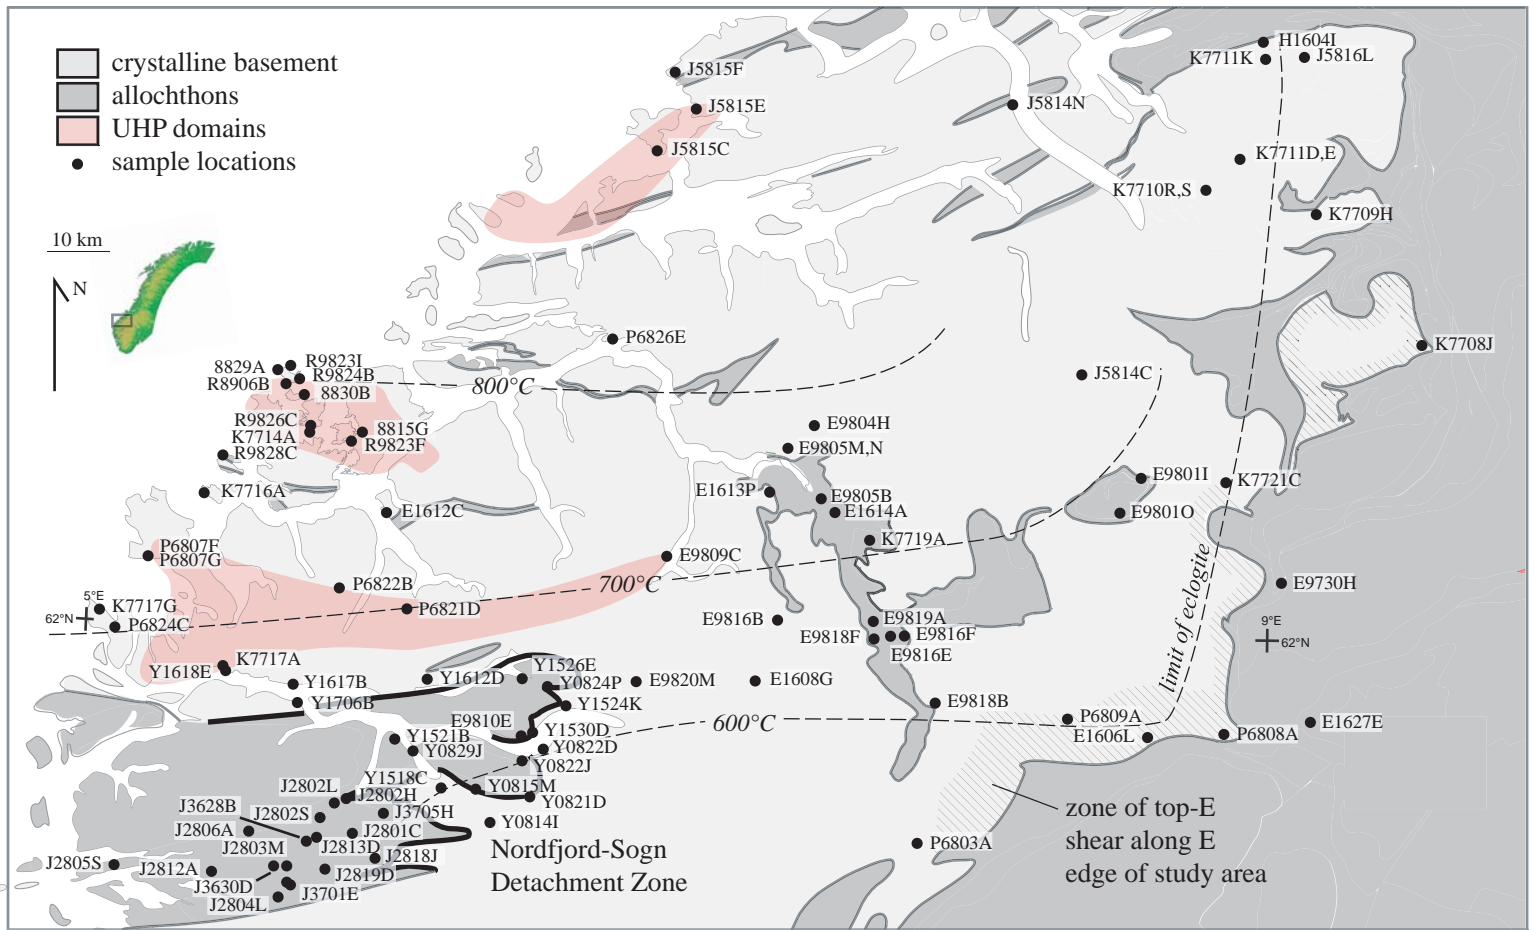 crystalline basement
allochthons
UHP domains
sample locations
10 km
N
H1604I
K7711K
J5816L
J5815F
J5815E
J5814N
J5815C
K7711D,E
K7710R,S
K7709H
P6826E
K7708J
8829A
R9823I
R9824B
R8906B
8830B
800°C
J5814C
R9826C
K7714A
8815G
R9823F
R9828C
E9804H
E9805M,N
K7716A
E1612C
E1613P
E9805B
E1614A
E9801I
K7721C
E9801O
K7719A
P6807F
P6807G
E9809C
P6822B
700°C
P6821D
E9730H
5°E
62°N
K7717G
P6824C
E9816B
E9819A
E9818F
E9816F
E9816E
9°E
62°N
limit of eclogite
K7717A
Y1618E
Y1617B
Y1706B
Y1612D
Y1526E
Y0824P
Y1524K
E9820M
E1608G
E9818B
E9810E
Y1530D
600°C
P6809A
E1606L
P6808A
E1627E
Y1521B
Y0829J
Y0822D
Y0822J
Y1518C
Y0815M
Y0821D
Y0814I
J2802L
J2802H
J3628B
J2802S
J3705H
J2806A
J2801C
J2813D
J2803M
J2818J
J2805S
J2812A
J2819D
J3630D
J3701E
J2804L
P6803A
Nordfjord-Sogn
Detachment Zone
zone of top-E
shear along E
edge of study area